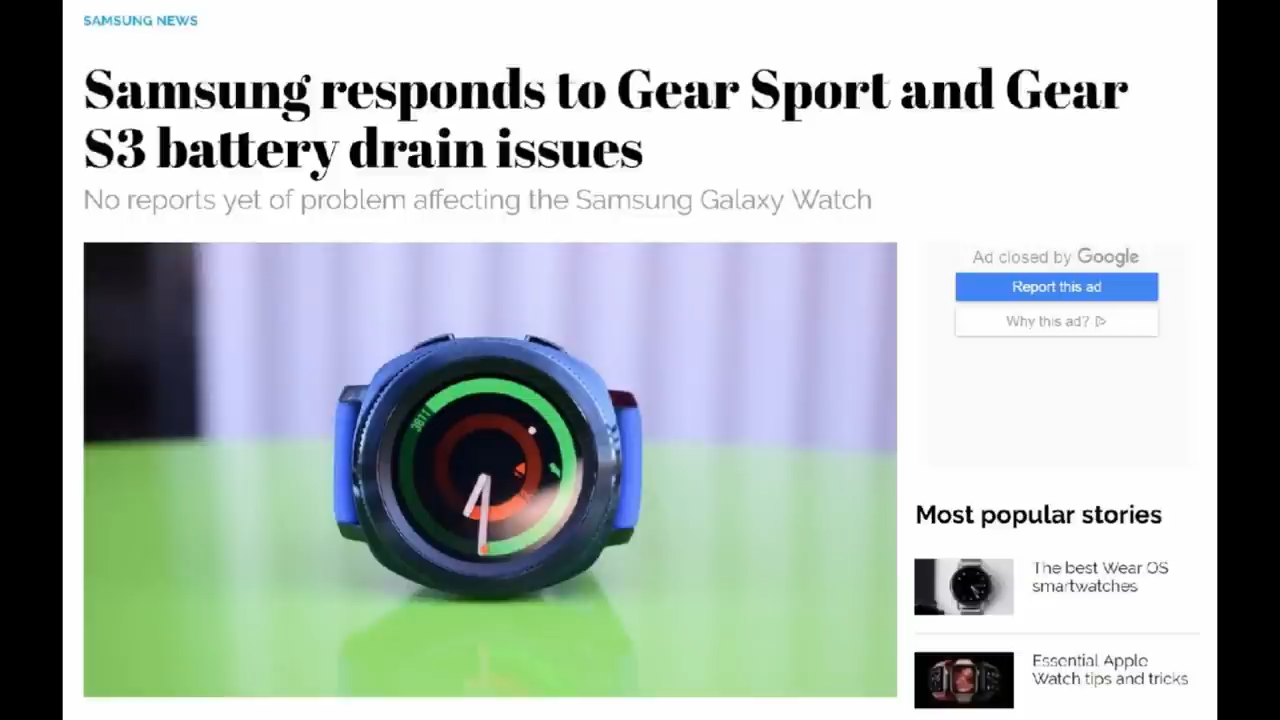 SAMSUNG NEWS
Samsung responds to Gear Sport and Gear
S3 battery drain issues
No reports yet of problem affecting the Samsung Galaxy Watch
3611
Ad closed by Google
Report this ad
Why this ad?
Most popular stories
The best Wear OS
smartwatches
Essential Apple
Watch tips and tricks